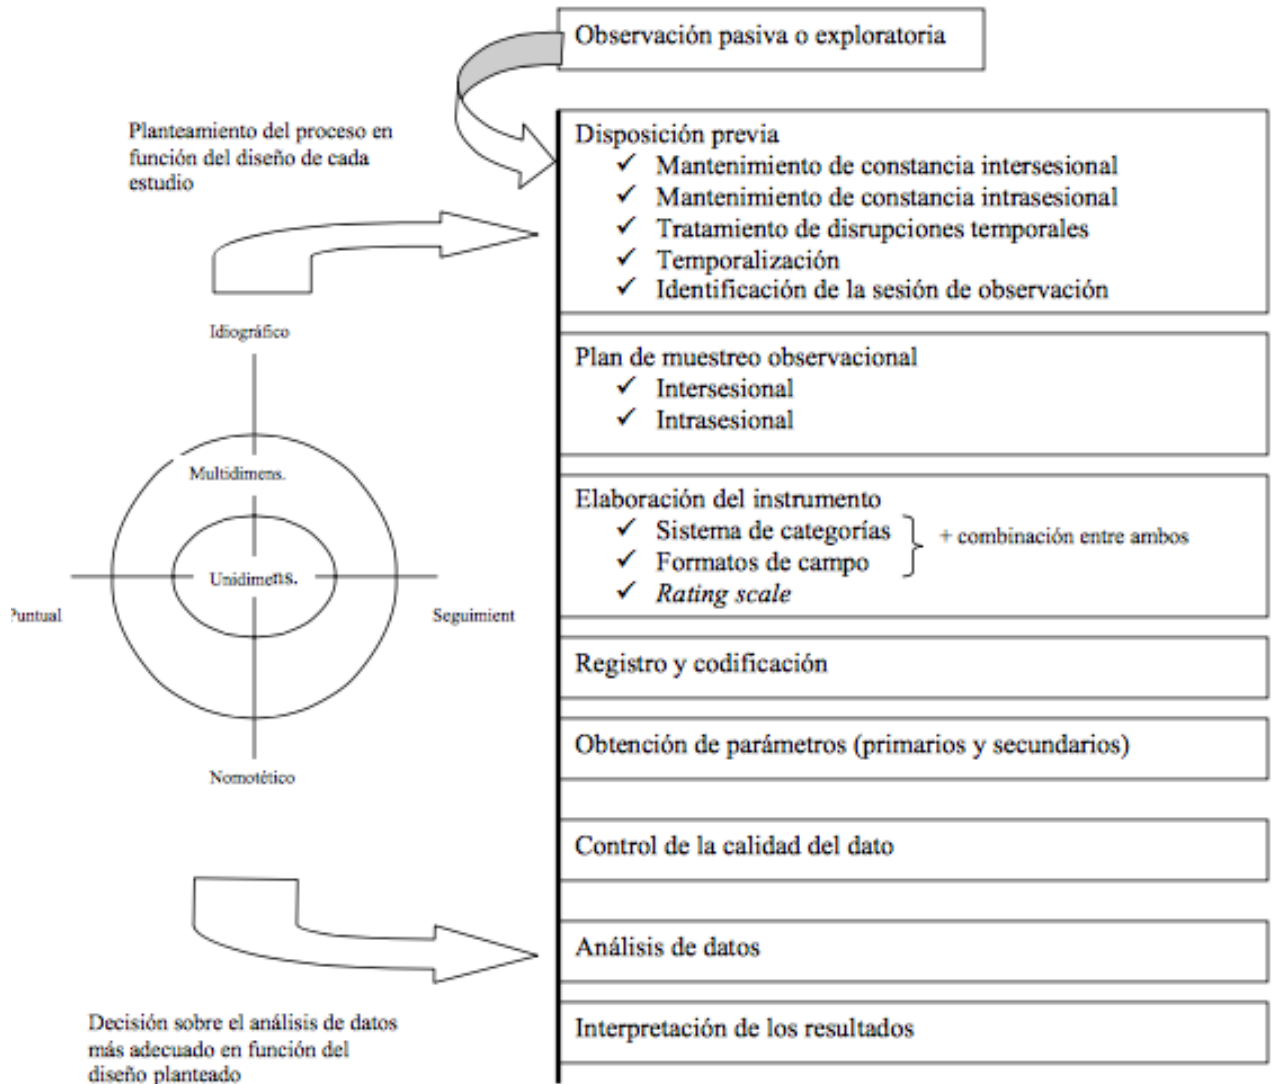 Observación pasiva o exploratoria
Planteamiento del proceso en
función del diseño de cada
estudio
Disposición previa
✓ Mantenimiento de constancia intersesional
✓ Mantenimiento de constancia intrasesional
✓ Tratamiento de disrupciones temporales
✓ Temporalización
✓ Identificación de la sesión de observación
Idiográfico
Multidimens.
Unidimens.
Puntual
Seguimient
Nomotético
Plan de muestreo observacional
✓ Intersesional
✓ Intrasesional
Elaboración del instrumento
✓ Sistema de categorías
✓ Formatos de campo
+ combinación entre ambos
✓ Rating scale
Registro y codificación
Obtención de parámetros (primarios y secundarios)
Control de la calidad del dato
Análisis de datos
Interpretación de los resultados
Decisión sobre el análisis de datos
más adecuado en función del
diseño planteado